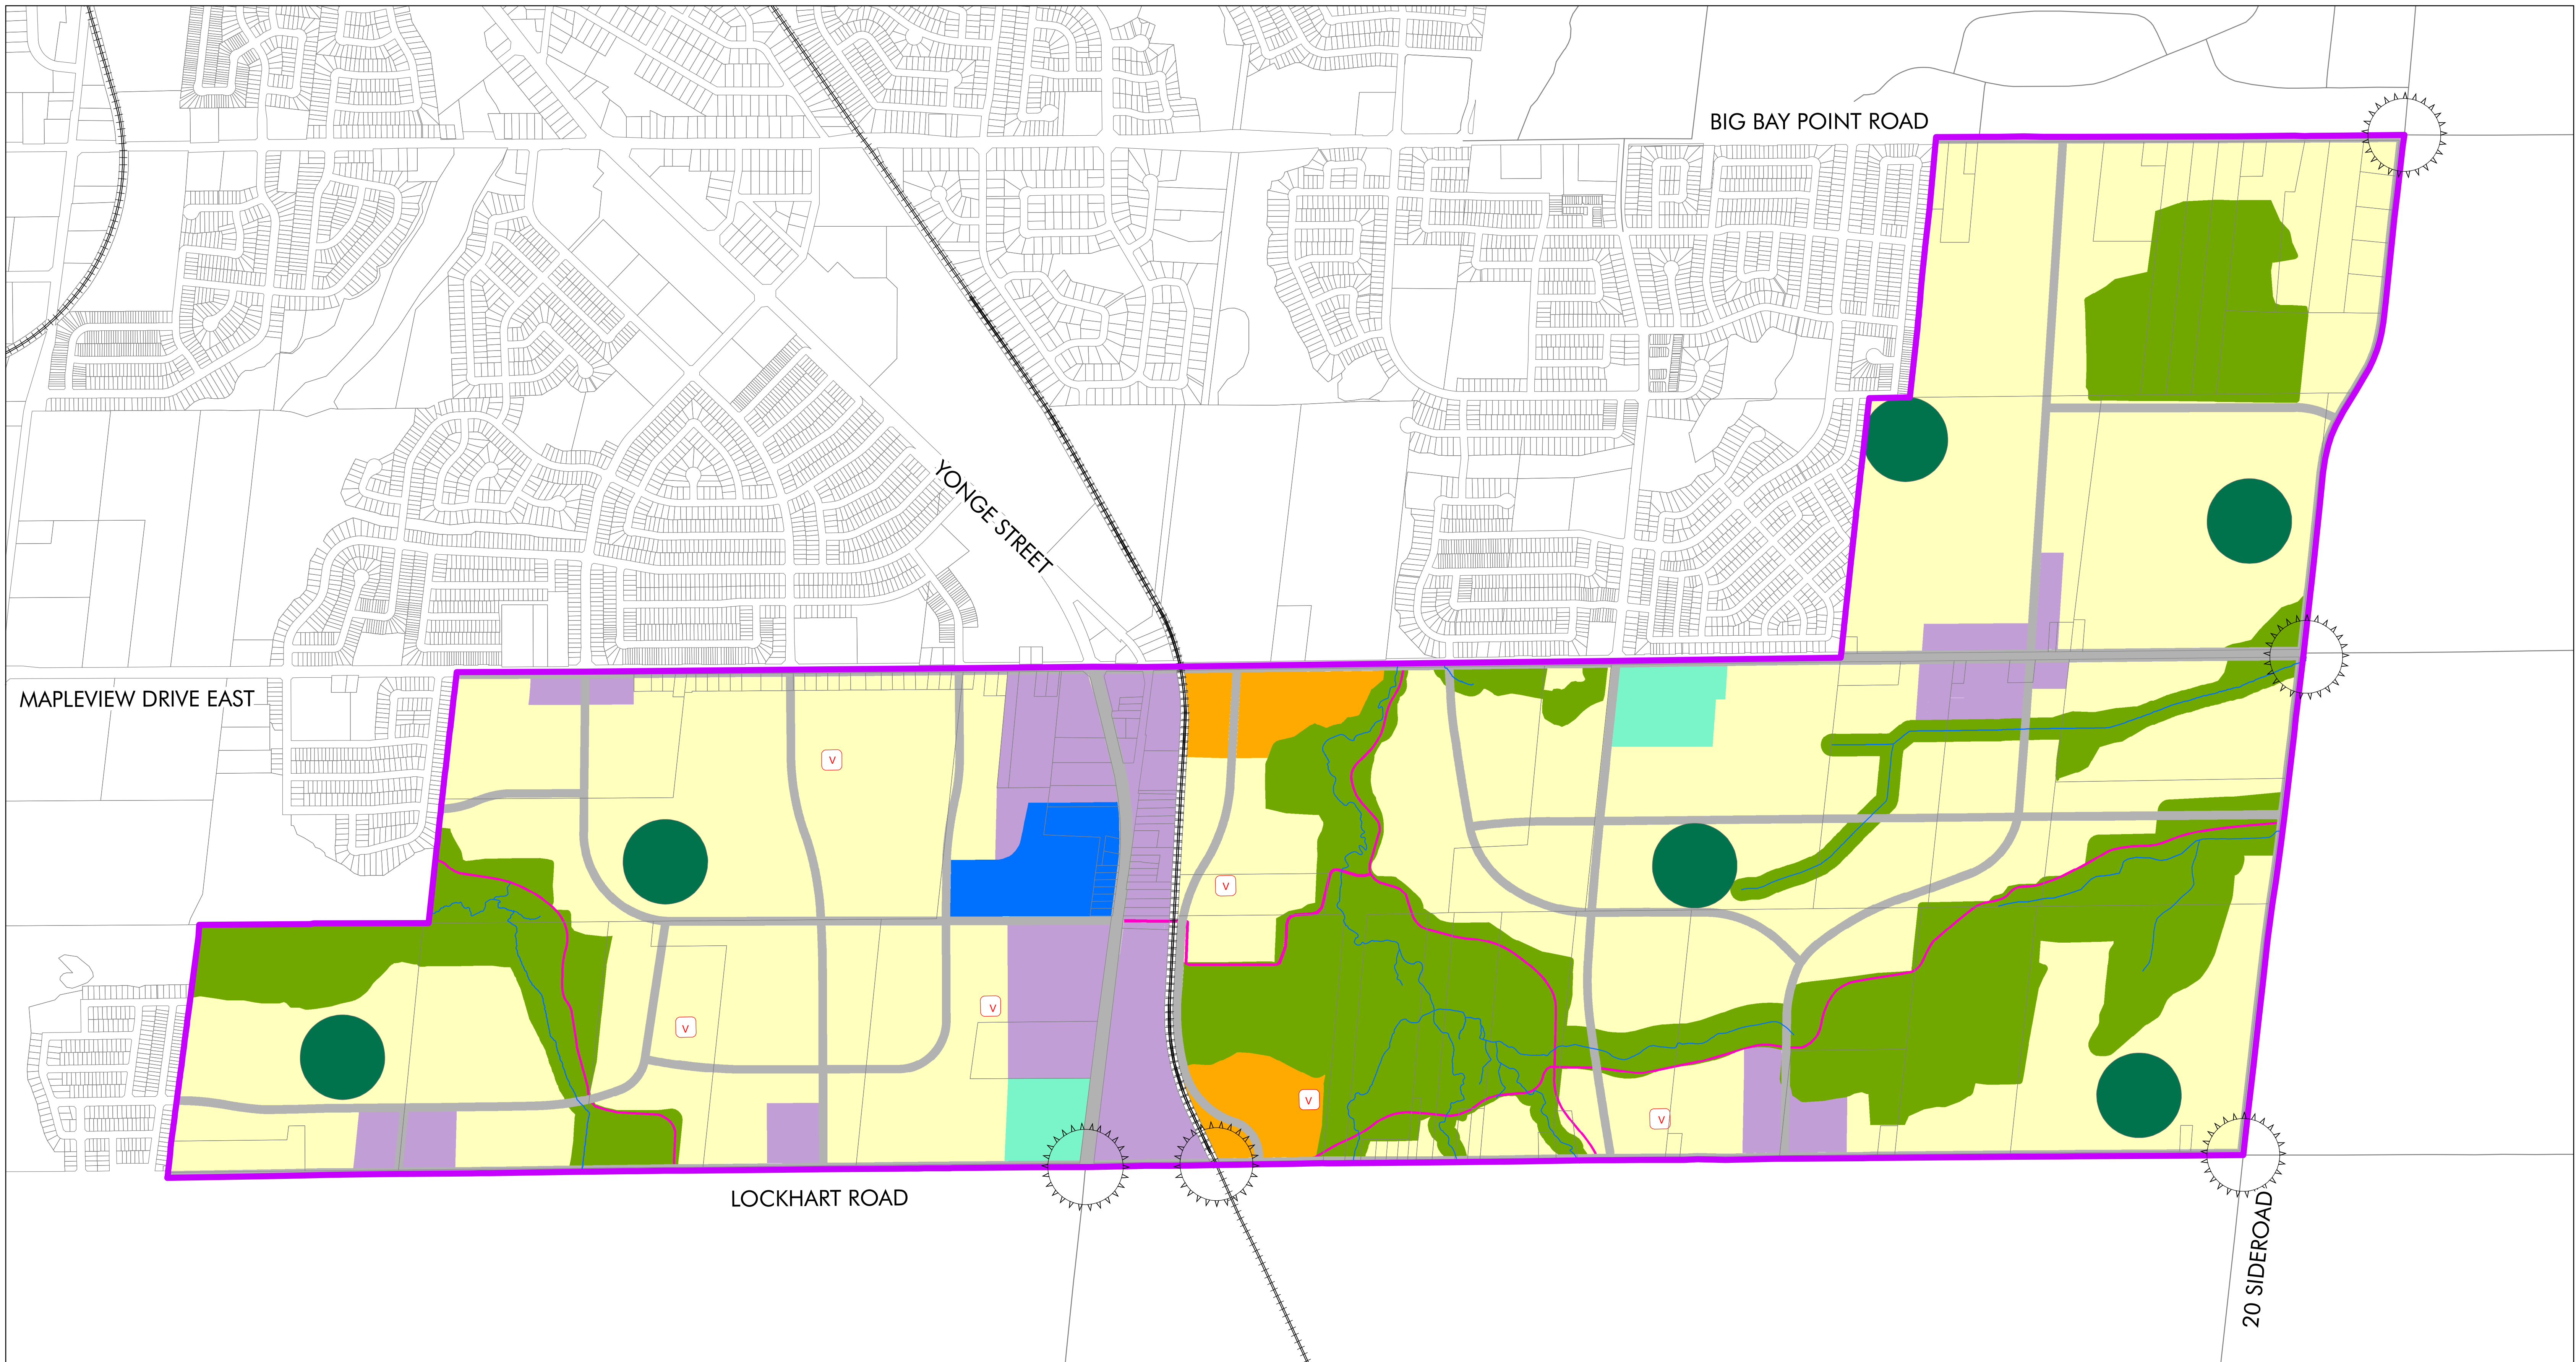 BIG BAY POINT ROAD
YONGE STREET
MAPLEVIEW DRIVE EAST
V
V
V
V
V
V
LOCKHART ROAD
20 SIDEROAD